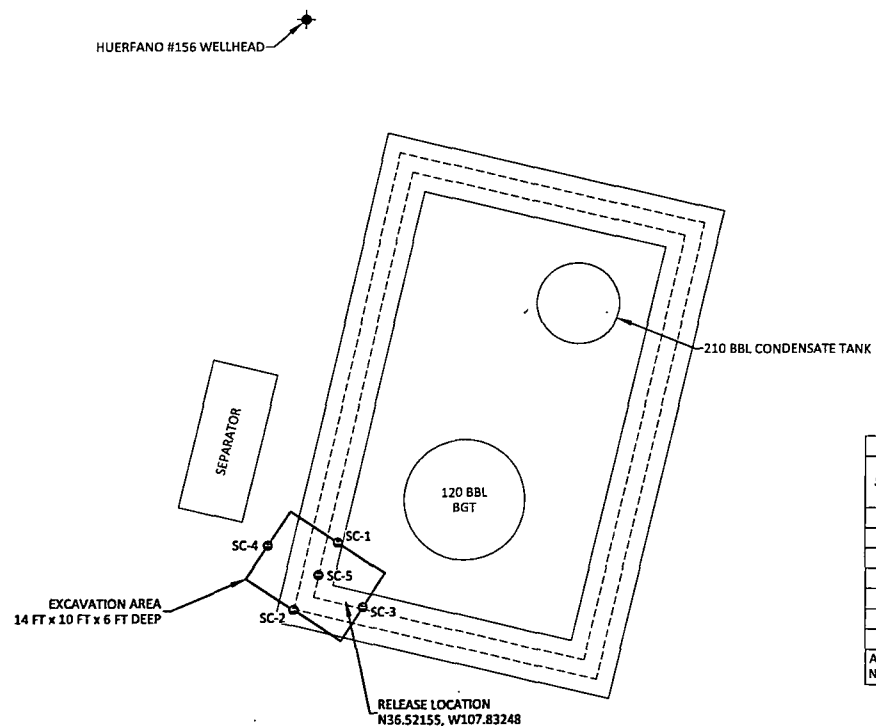 HUERFANO #156 WELLHEAD
210 BBL CONDENSATE TANK
SEPARATOR
120 BBL
BGT
SC-1
SC-4
SC-5
SC-3
SC-2
EXCAVATION AREA
14 FT x 10 FT x 6 FT DEEP
RELEASE LOCATION
N36.52155, W107.83248
A
N